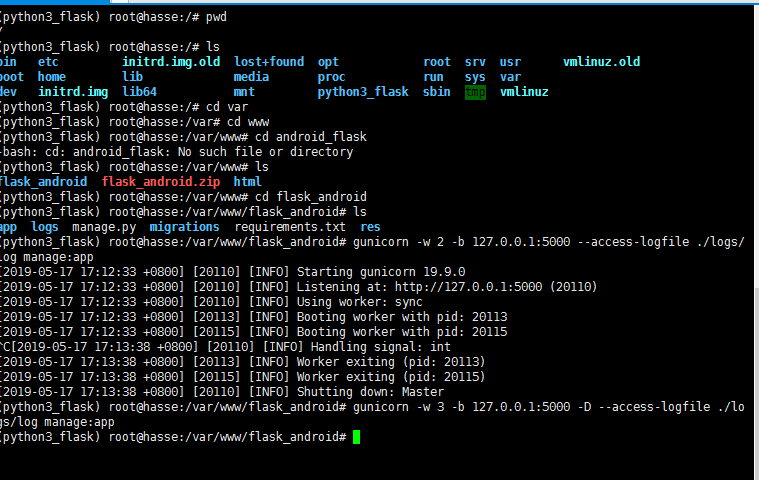 (python3_flask) root@hasse:/# pwd
/
(python3_flask) root@hasse:/# ls
bin etc initrd.img.old lost+found opt root srv usr vmlinuz.old
boot home lib media proc run sys var
dev initrd.img lib64 mnt python3_flask sbin tmp vmlinuz
(python3_flask) root@hasse:/# cd var
(python3_flask) root@hasse:/var# cd www
(python3_flask) root@hasse:/var/www# cd android_flask
-bash: cd: android_flask: No such file or directory
(python3_flask) root@hasse:/var/www# ls
flask_android flask_android.zip html
(python3_flask) root@hasse:/var/www# cd flask_android
(python3_flask) root@hasse:/var/www/flask_android# ls
app logs manage.py migrations requirements.txt res
(python3_flask) root@hasse:/var/www/flask_android# gunicorn -w 2 -b 127.0.0.1:5000 --access-logfile ./logs/
log manage:app
[2019-05-17 17:12:33 +0800] [20110] [INFO] Starting gunicorn 19.9.0
[2019-05-17 17:12:33 +0800] [20110] [INFO] Listening at: http://127.0.0.1:5000 (20110)
[2019-05-17 17:12:33 +0800] [20110] [INFO] Using worker: sync
[2019-05-17 17:12:33 +0800] [20113] [INFO] Booting worker with pid: 20113
[2019-05-17 17:12:33 +0800] [20115] [INFO] Booting worker with pid: 20115
^C[2019-05-17 17:13:38 +0800] [20110] [INFO] Handling signal: int
[2019-05-17 17:13:38 +0800] [20113] [INFO] Worker exiting (pid: 20113)
[2019-05-17 17:13:38 +0800] [20115] [INFO] Worker exiting (pid: 20115)
[2019-05-17 17:13:38 +0800] [20110] [INFO] Shutting down: Master
(python3_flask) root@hasse:/var/www/flask_android# gunicorn -w 3 -b 127.0.0.1:5000 -D --access-logfile ./lo
gs/log manage:app
(python3_flask) root@hasse:/var/www/flask_android#